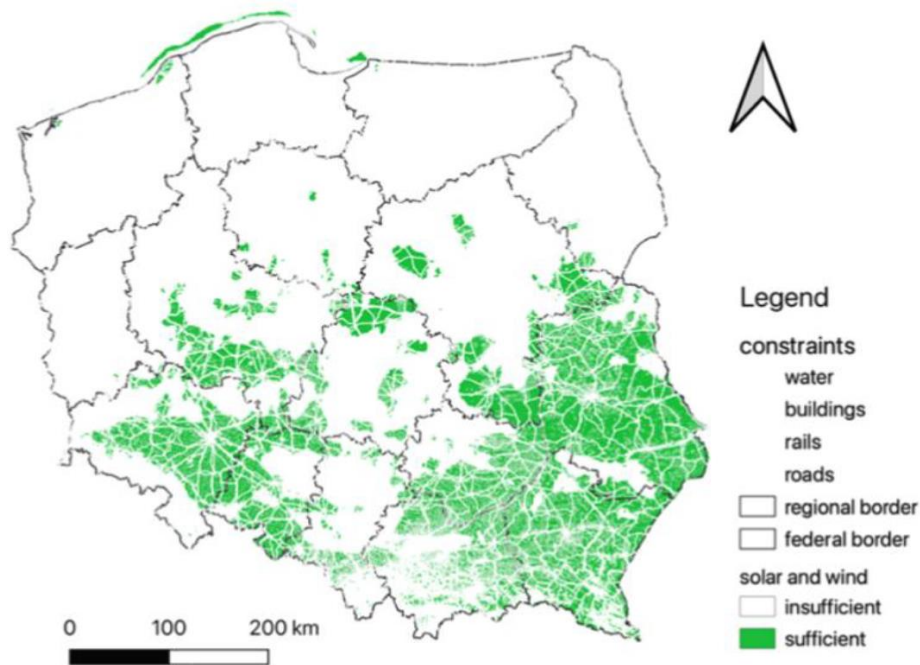 Legend
constraints
water
buildings
rails
roads
regional border
federal border
solar and wind
insufficient
sufficient
0 100 200 km